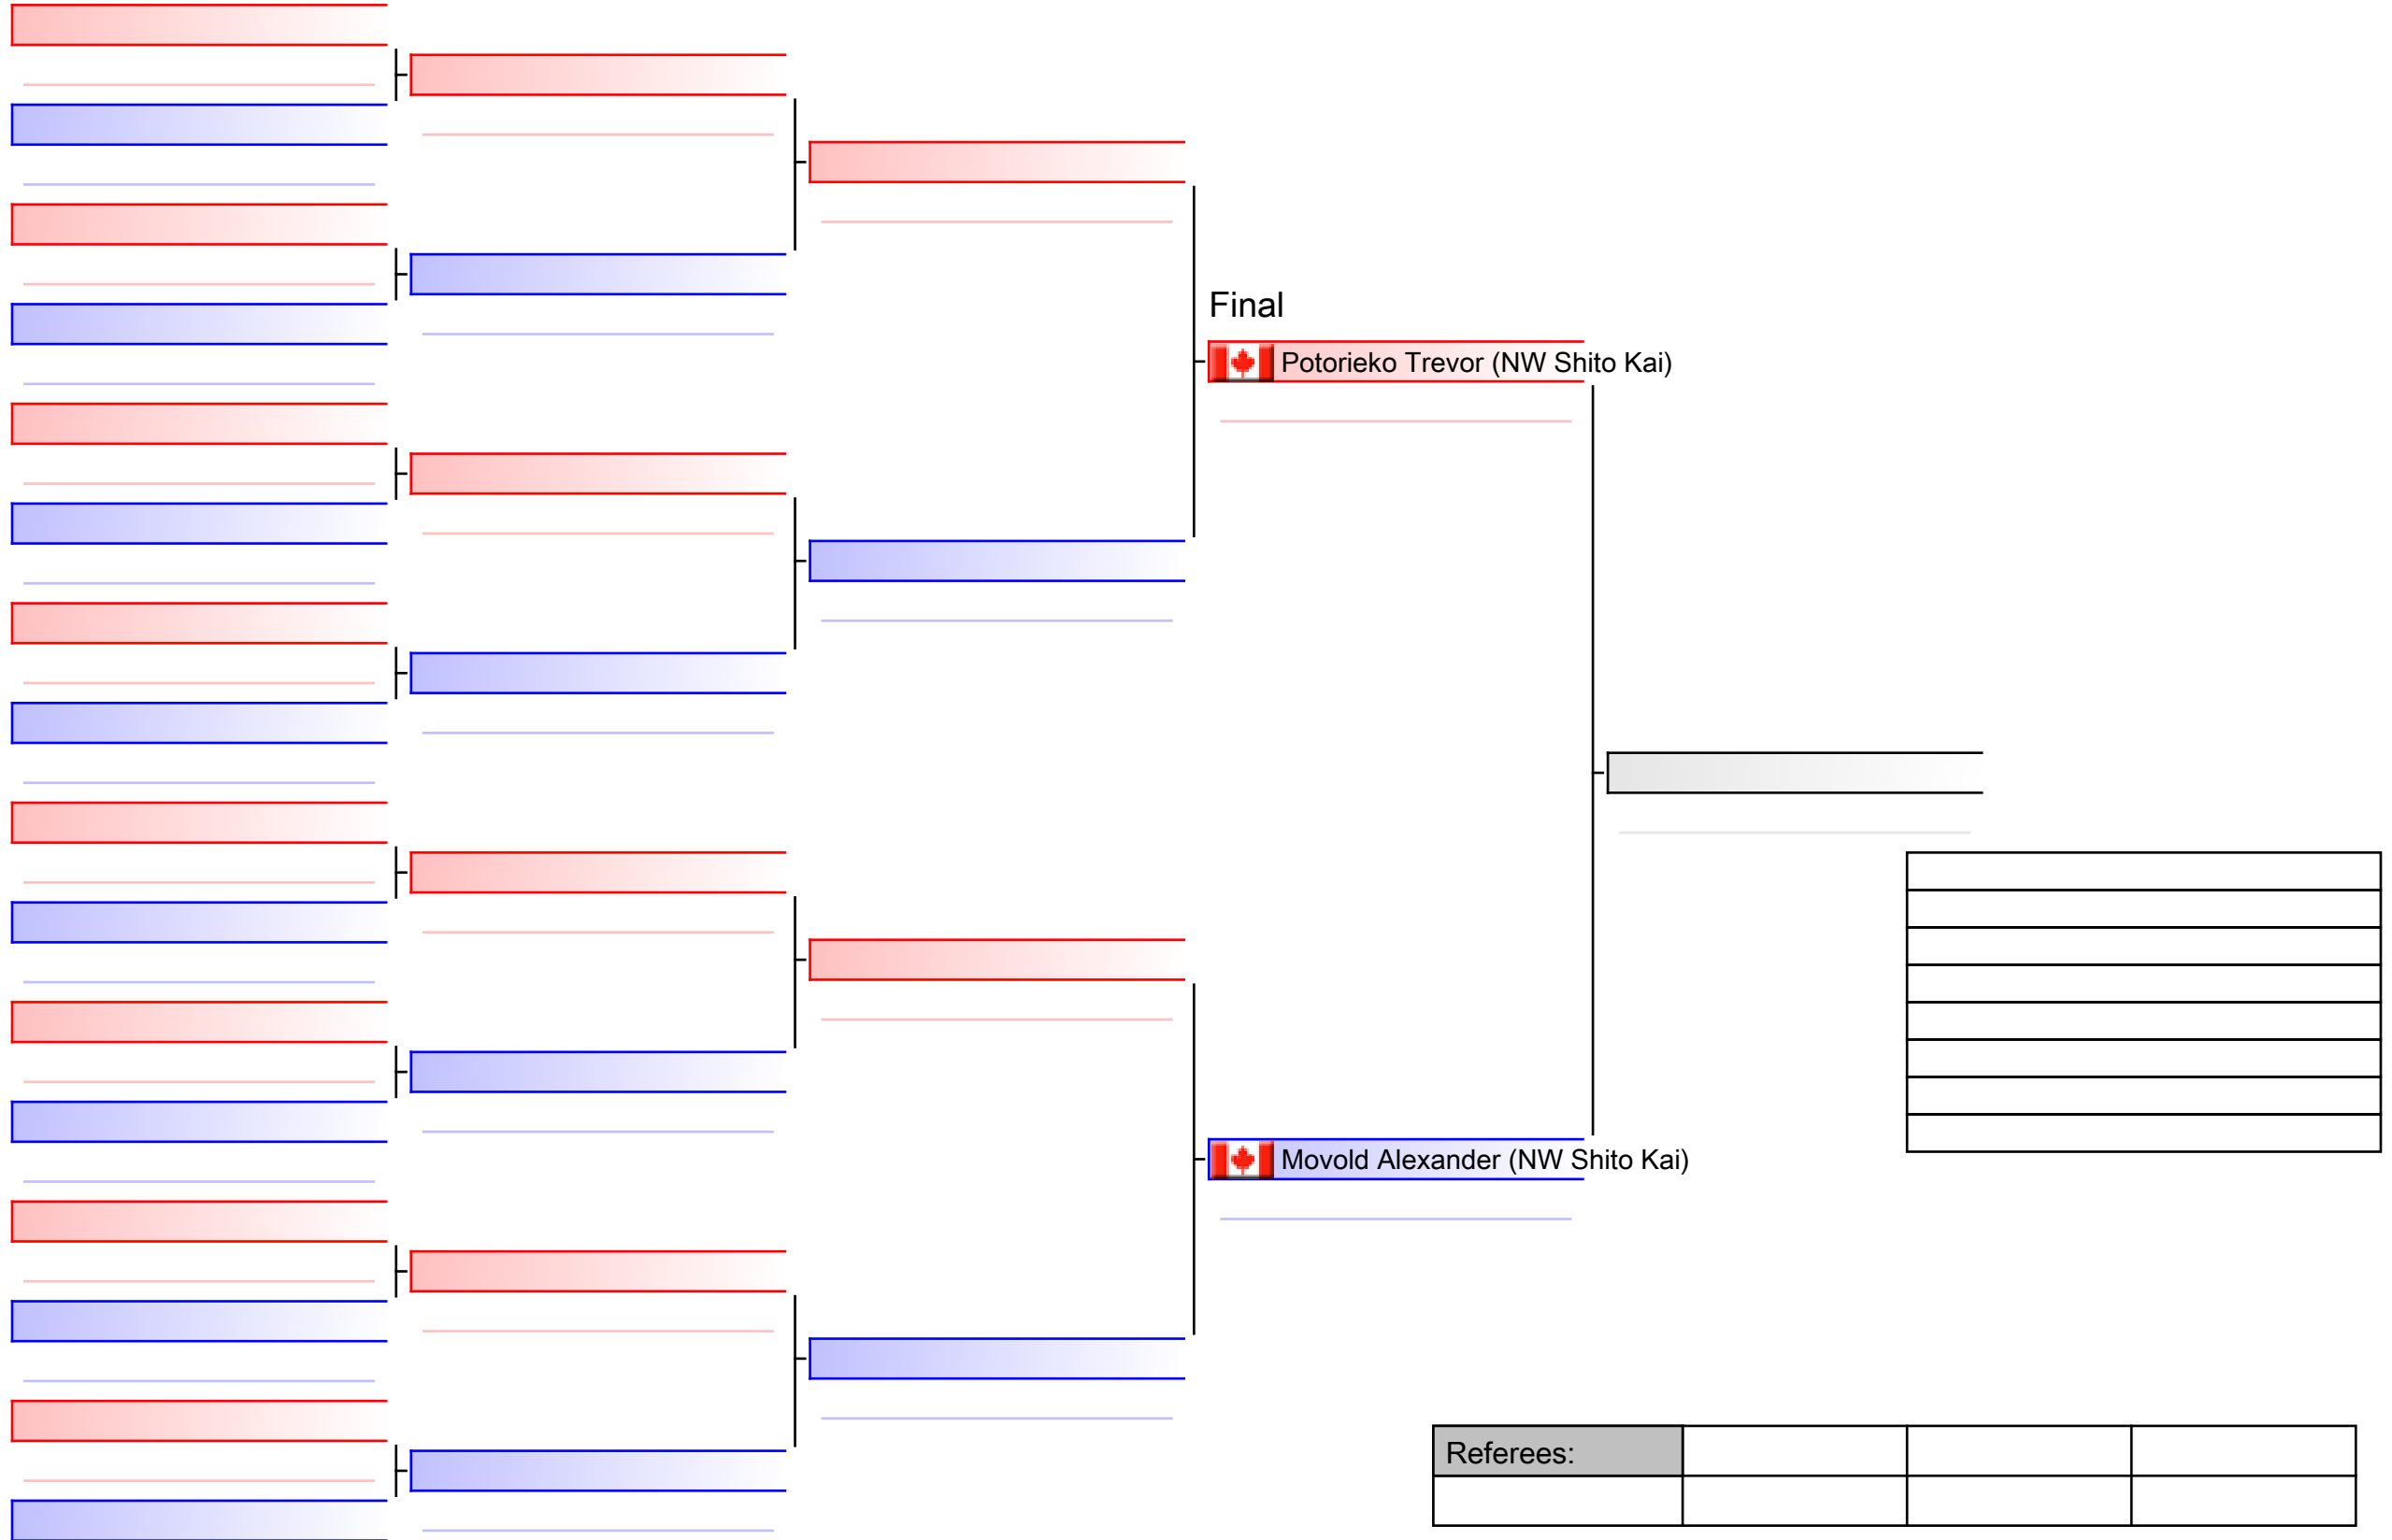 Final
Potorieko Trevor (NW Shito Kai)
Movold Alexander (NW Shito Kai)
Referees: